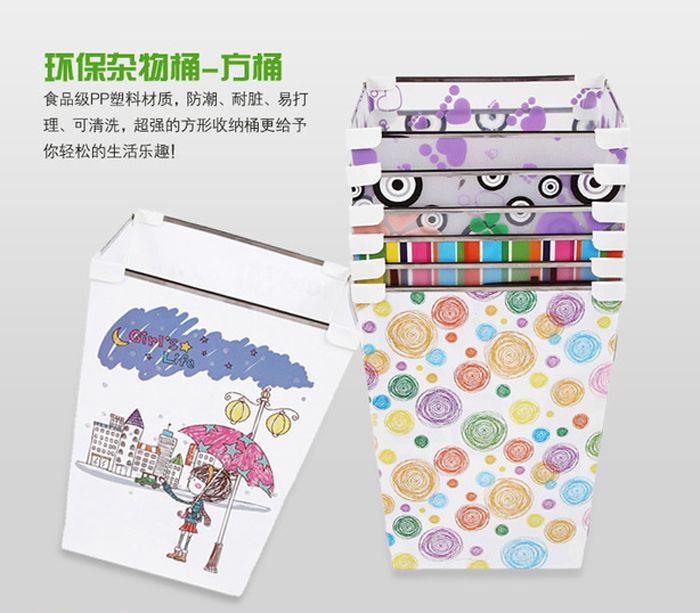 环保杂物桶-方桶
食品级PP塑料材质，防潮、耐脏、易打
理、可清洗，超强的方形收纳桶更给予
你轻松的生活乐趣！
Girl's
Life